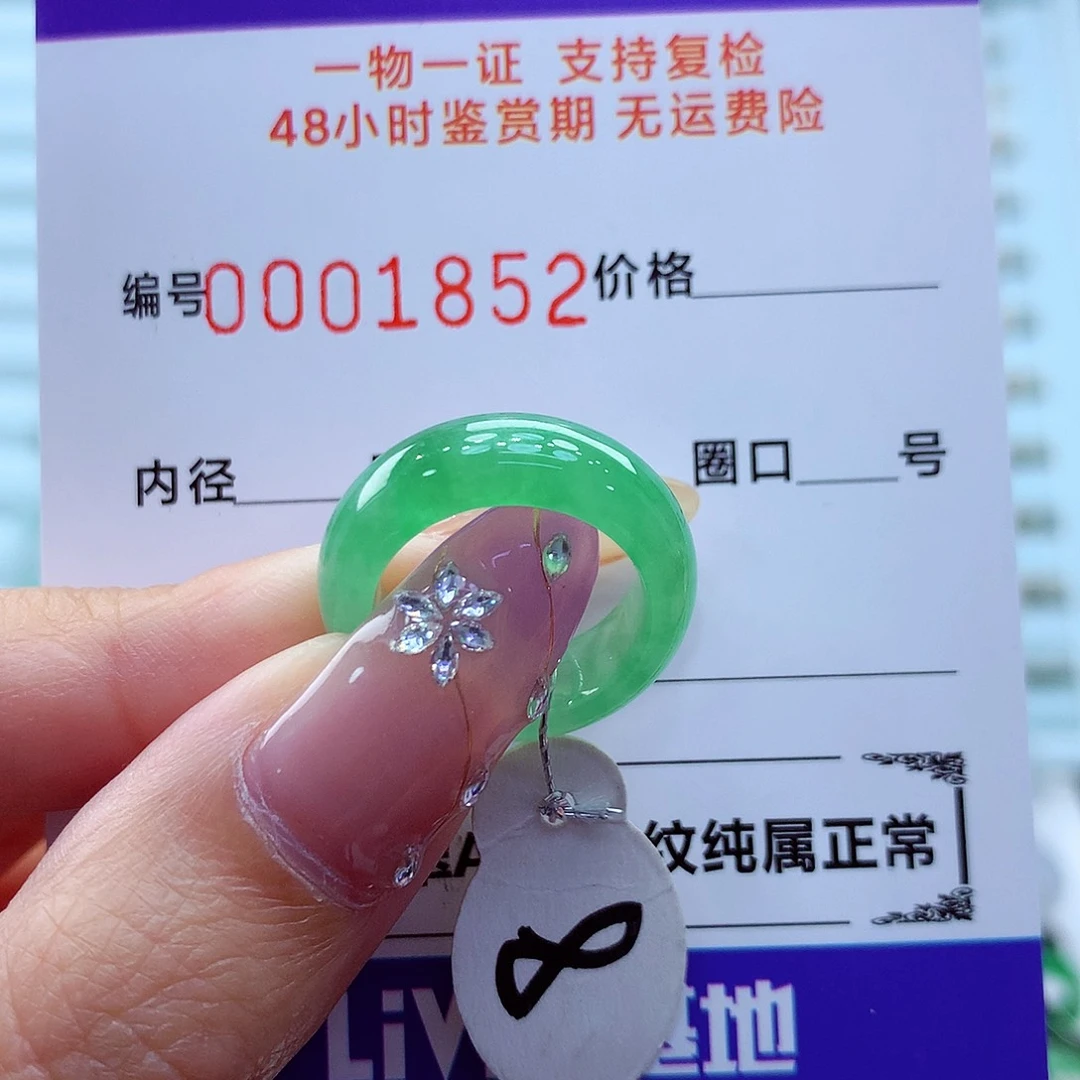 一物一证 支持复检
48小时鉴赏期 无运费险
编号0001852价格
内径 圈口 号
纹纯属正常
8
LiV 基地